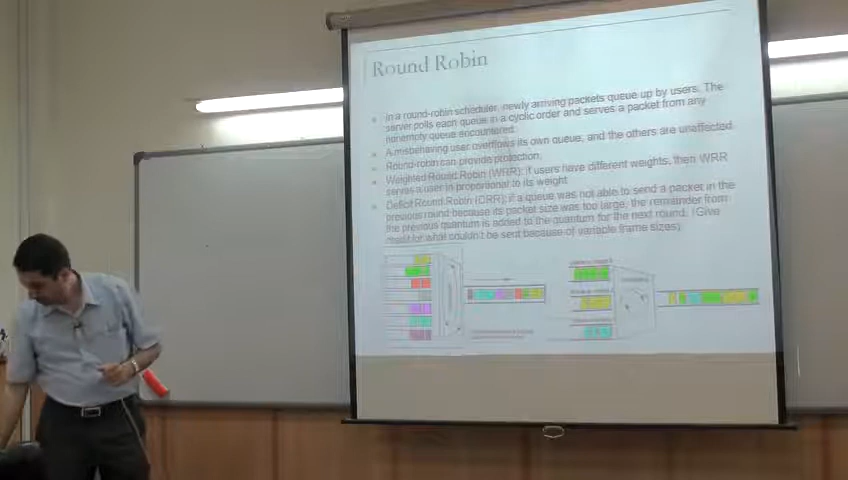 Round Robin
In a round-robin scheduler, newly arriving packets queue up by users. The
server polls each queue in a cyclic order and serves a packet from any
nonempty queue encountered.
A misbehaving user overflows its own queue, and the others are unaffected.
Round-robin can provide protection.
Weighted Round Robin (WRR): if users have different weights, then WRR
serves a user in proportional to its weight
Deficit Round Robin (DRR): if a queue was not able to send a packet in the
previous round because its packet size was too large, the remainder from
the previous quantum is added to the quantum for the next round. (Give
credit for what couldn't be sent because of variable frame sizes)